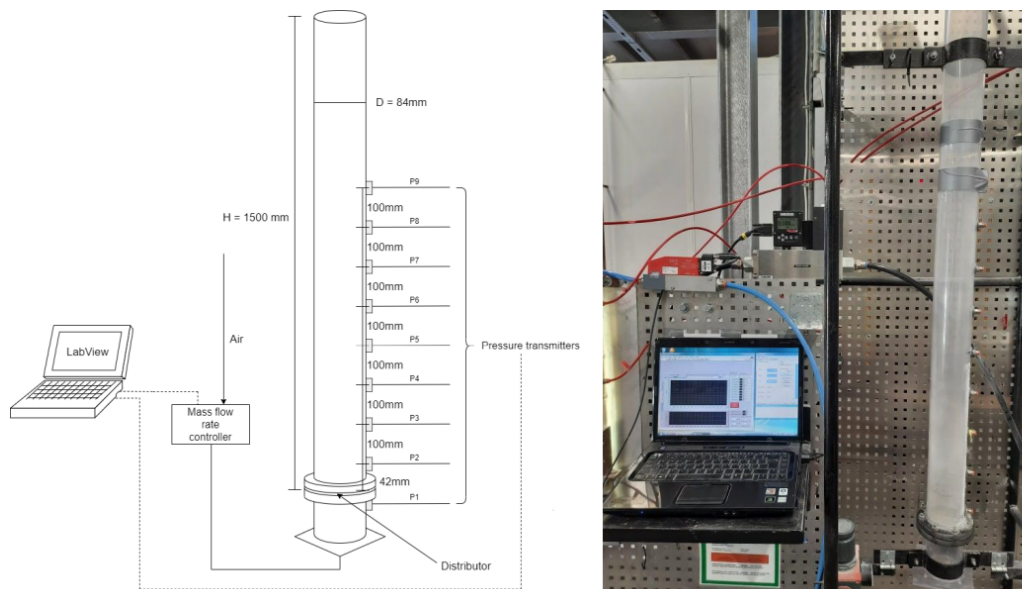 D = 84mm
P9
100mm
P8
H = 1500 mm
100mm
P7
100mm
P6
100mm
Air
P5
Pressure transmitters
LabView
100mm
P4
100mm
Mass flow
rate
controller
P3
100mm
P2
42mm
P1
Distributor